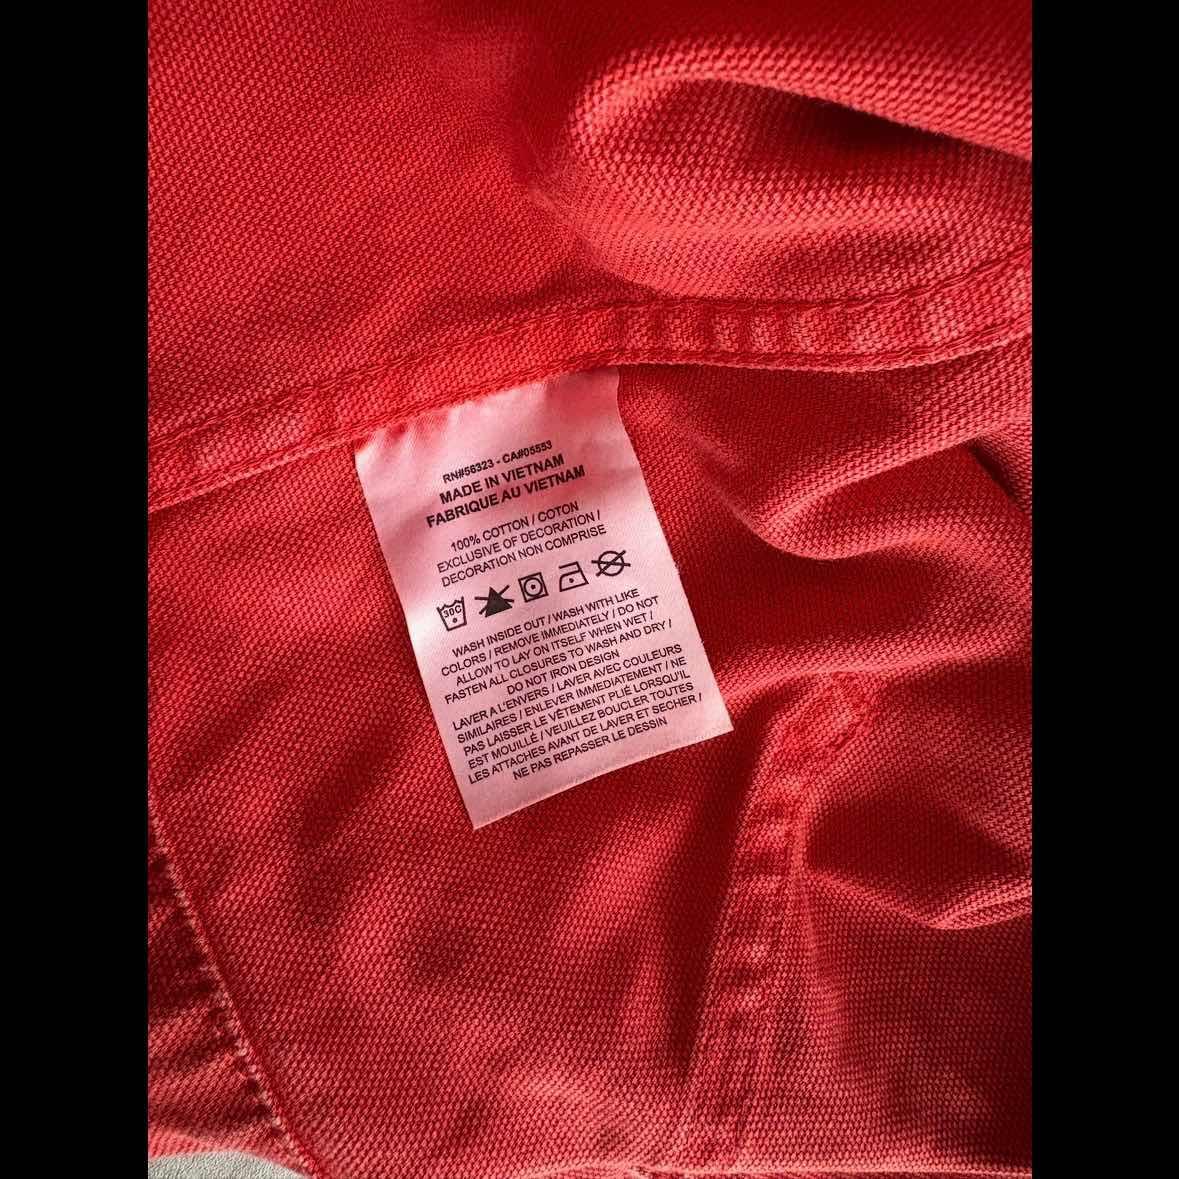 RN#56323 - CA#05553
MADE IN VIETNAM
FABRIQUE AU VIETNAM
100% COTTON / COTON
EXCLUSIVE OF DECORATION /
DECORATION NON COMPRISE
30C
WASH INSIDE OUT / WASH WITH LIKE
COLORS / REMOVE IMMEDIATELY / DO NOT
ALLOW TO LAY ON ITSELF WHEN WET /
FASTEN ALL CLOSURES TO WASH AND DRY /
DO NOT IRON DESIGN
LAVER A L'ENVERS / LAVER AVEC COULEURS
SIMILAIRES / ENLEVER IMMEDIATEMENT / NE
PAS LAISSER LE VÊTEMENT PLIÉ LORSQU'IL
EST MOUILLÉ / VEUILLEZ BOUCLER TOUTES
LES ATTACHES AVANT DE LAVER ET SECHER /
NE PAS REPASSER LE DESSIN